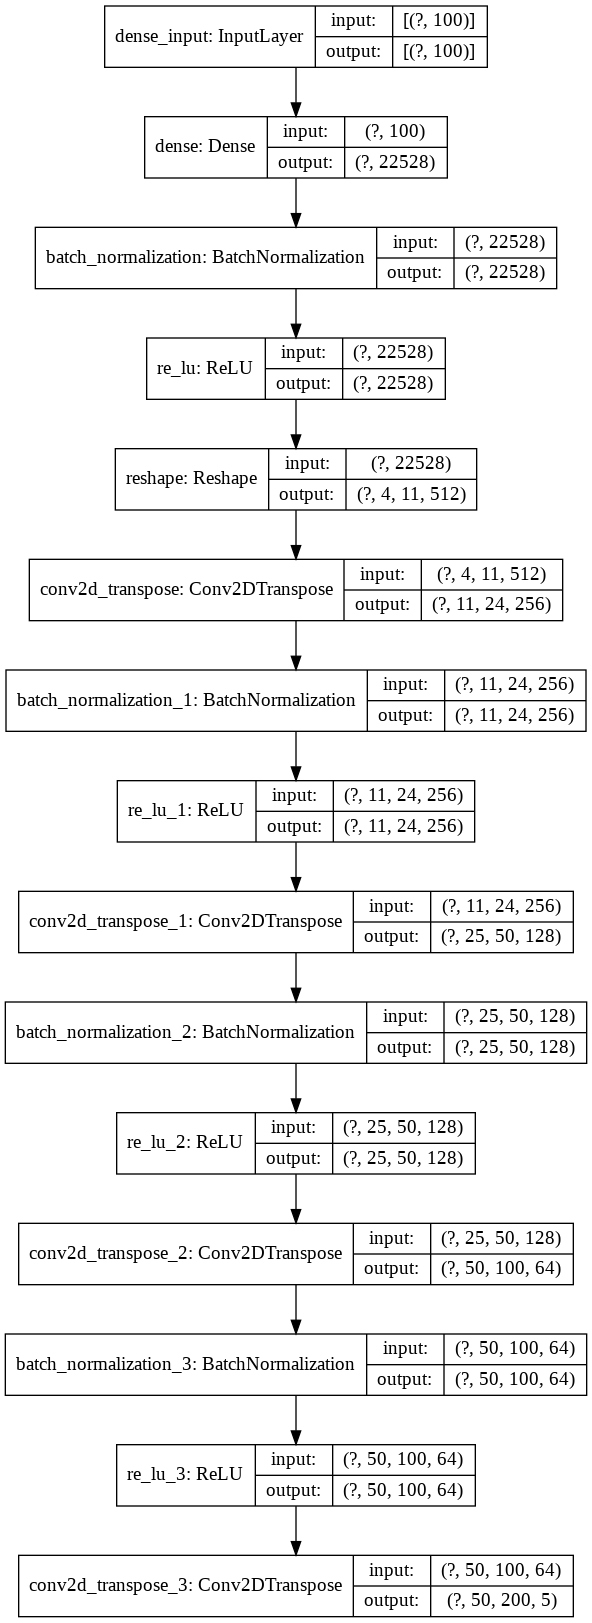 dense_input: InputLayer
input: [(?, 100)]
output: [(?, 100)]
dense: Dense
input: (?, 100)
output: (?, 22528)
batch_normalization: BatchNormalization
input: (?, 22528)
output: (?, 22528)
re_lu: ReLU
input: (?, 22528)
output: (?, 22528)
reshape: Reshape
input: (?, 22528)
output: (?, 4, 11, 512)
conv2d_transpose: Conv2DTranspose
input: (?, 4, 11, 512)
output: (?, 11, 24, 256)
batch_normalization_1: BatchNormalization
input: (?, 11, 24, 256)
output: (?, 11, 24, 256)
re_lu_1: ReLU
input: (?, 11, 24, 256)
output: (?, 11, 24, 256)
conv2d_transpose_1: Conv2DTranspose
input: (?, 11, 24, 256)
output: (?, 25, 50, 128)
batch_normalization_2: BatchNormalization
input: (?, 25, 50, 128)
output: (?, 25, 50, 128)
re_lu_2: ReLU
input: (?, 25, 50, 128)
output: (?, 25, 50, 128)
conv2d_transpose_2: Conv2DTranspose
input: (?, 25, 50, 128)
output: (?, 50, 100, 64)
batch_normalization_3: BatchNormalization
input: (?, 50, 100, 64)
output: (?, 50, 100, 64)
re_lu_3: ReLU
input: (?, 50, 100, 64)
output: (?, 50, 100, 64)
conv2d_transpose_3: Conv2DTranspose
input: (?, 50, 100, 64)
output: (?, 50, 200, 5)